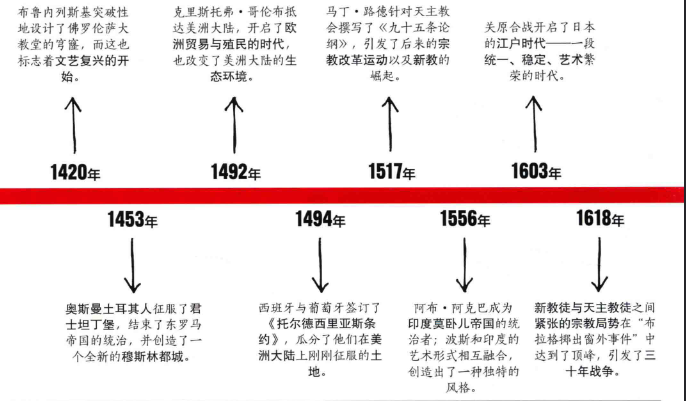 布鲁内列斯基突破性
地设计了佛罗伦萨大
教堂的穹窿，而这也
标志着文艺复兴的开
始。
克里斯托弗·哥伦布抵
达美洲大陆，开启了欧
洲贸易与殖民的时代，
也改变了美洲大陆的生
态环境。
马丁·路德针对天主教
会撰写了《九十五条论
纲》，引发了后来的宗
教改革运动以及新教的
崛起。
关原合战开启了日本
的江户时代——一段
统一、稳定、艺术繁
荣的时代。
1420年
1492年
1517年
1603年
1453年
1494年
1556年
1618年
奥斯曼土耳其人征服了君
士坦丁堡，结束了东罗马
帝国的统治，并创造了一
个全新的穆斯林都城。
西班牙与葡萄牙签订了
《托尔德西里亚斯条
约》，瓜分了他们在美
洲大陆上刚刚征服的土
地。
阿布·阿克巴成为
印度莫卧儿帝国的统
治者；波斯和印度的
艺术形式相互融合，
创造出了一种独特的
风格。
新教徒与天主教徒之间
紧张的宗教局势在“布
拉格掷出窗外事件”中
达到了顶峰，引发了三
十年战争。